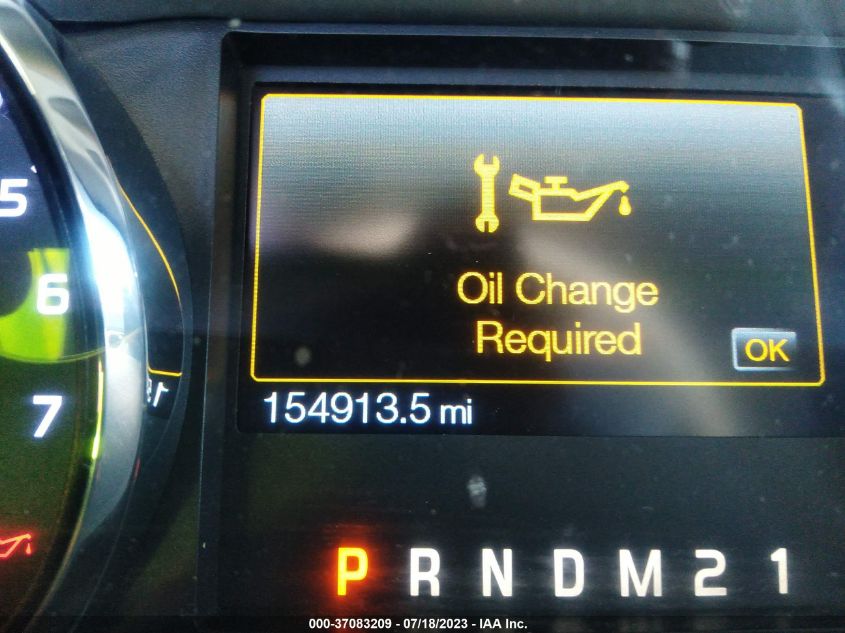 5
6
7
Oil Change
Required
OK
154913.5 mi
P R N D M 2 1
000-37083209 - 07/18/2023 - IAA Inc.